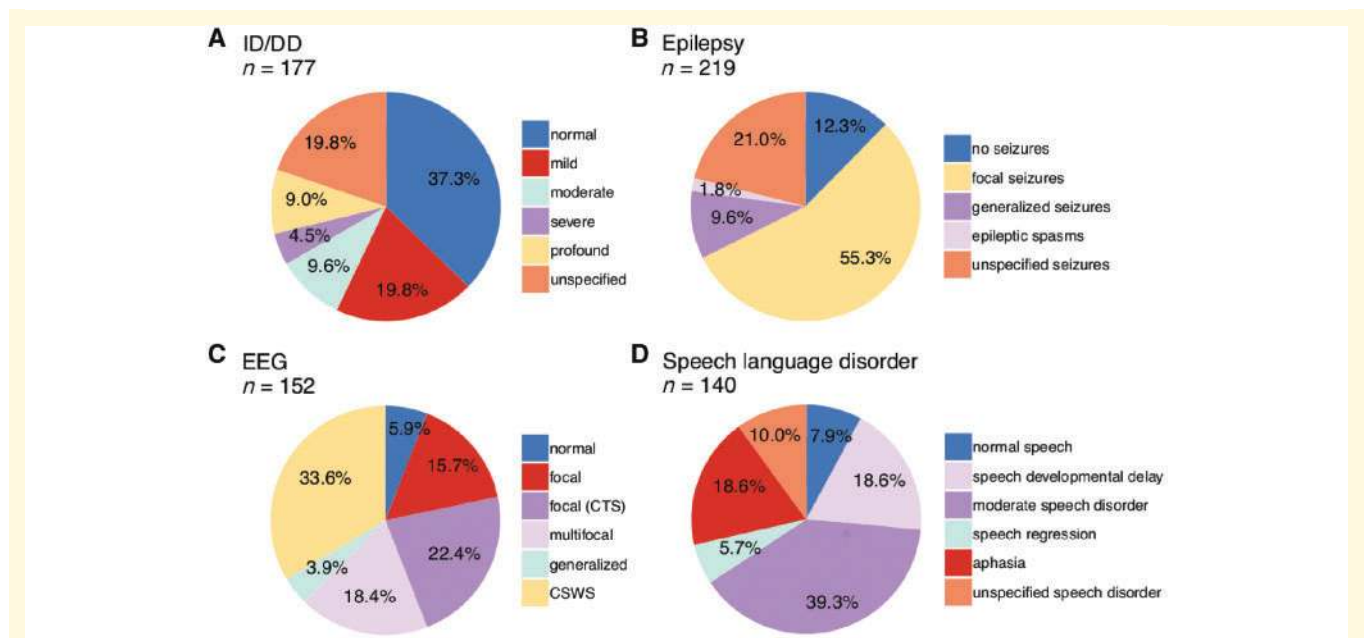 A ID/DD
n = 177
19.8%
37.3%
9.0%
4.5%
9.6%
19.8%
normal
mild
moderate
severe
profound
unspecified
B Epilepsy
n = 219
12.3%
21.0%
1.8%
9.6%
55.3%
no seizures
focal seizures
generalized seizures
epileptic spasms
unspecified seizures
C EEG
n = 152
5.9%
15.7%
33.6%
22.4%
3.9%
18.4%
normal
focal
focal (CTS)
multifocal
generalized
CSWS
D Speech language disorder
n = 140
10.0%
7.9%
18.6%
18.6%
5.7%
39.3%
normal speech
speech developmental delay
moderate speech disorder
speech regression
aphasia
unspecified speech disorder